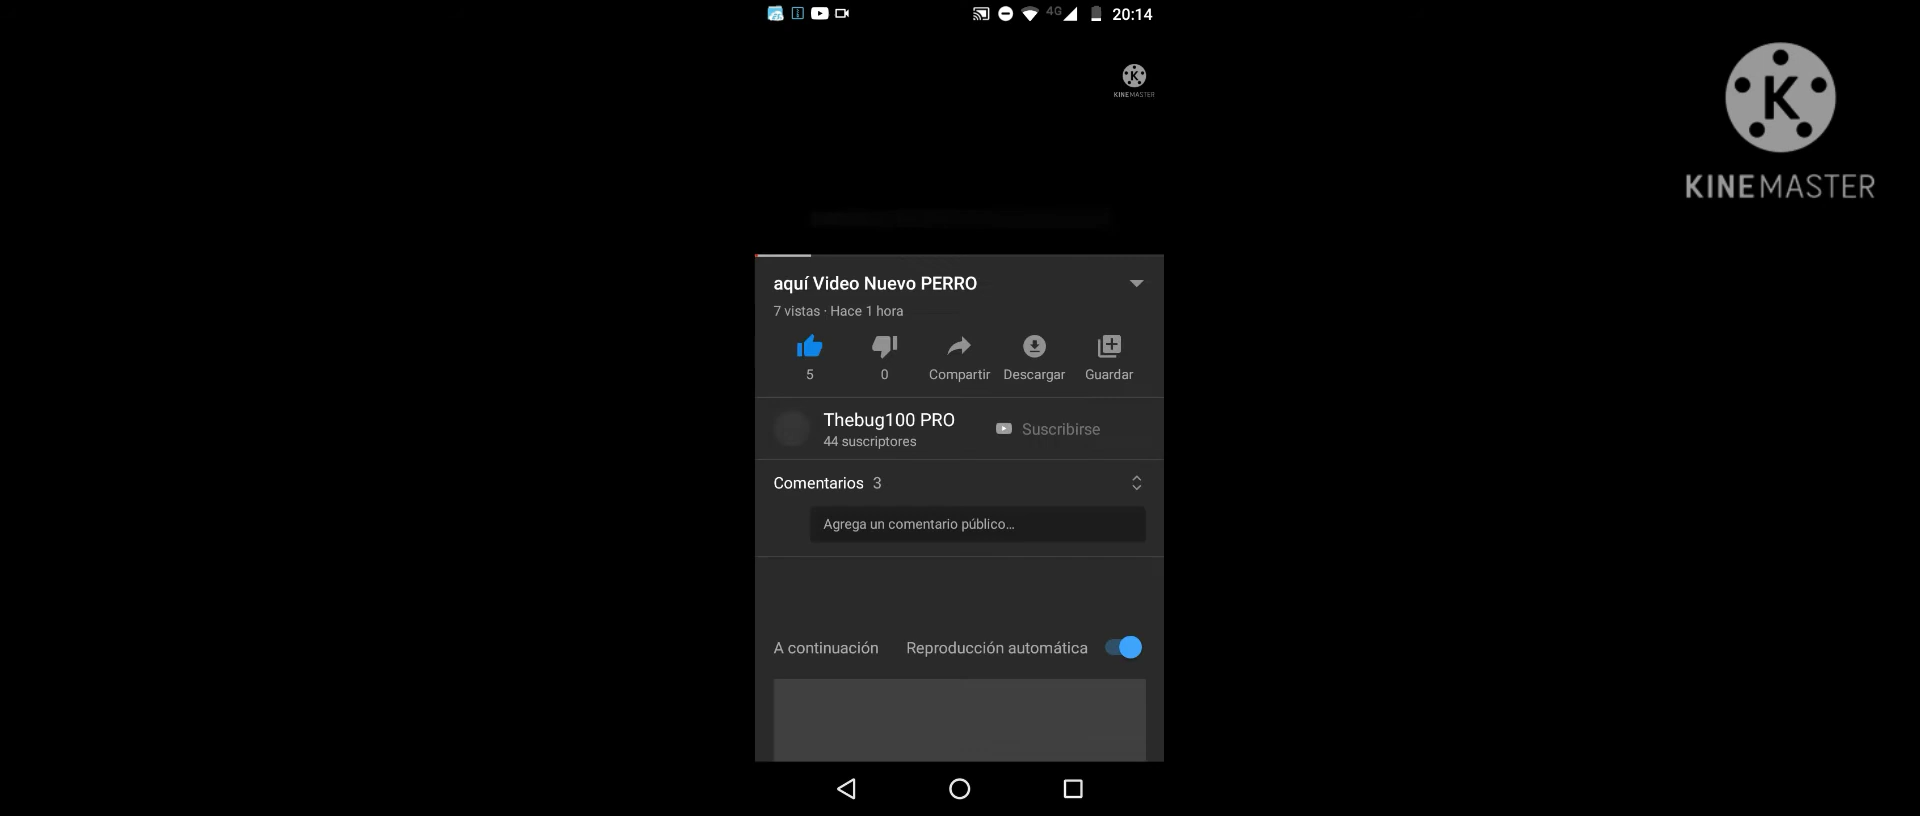 4G 20:14
KINEMASTER
KINEMASTER
aquí Video Nuevo PERRO
7 vistas · Hace 1 hora
5 0 Compartir Descargar Guardar
Thebug100 PRO
44 suscriptores
Suscribirse
Comentarios 3
Agrega un comentario público...
A continuación Reproducción automática